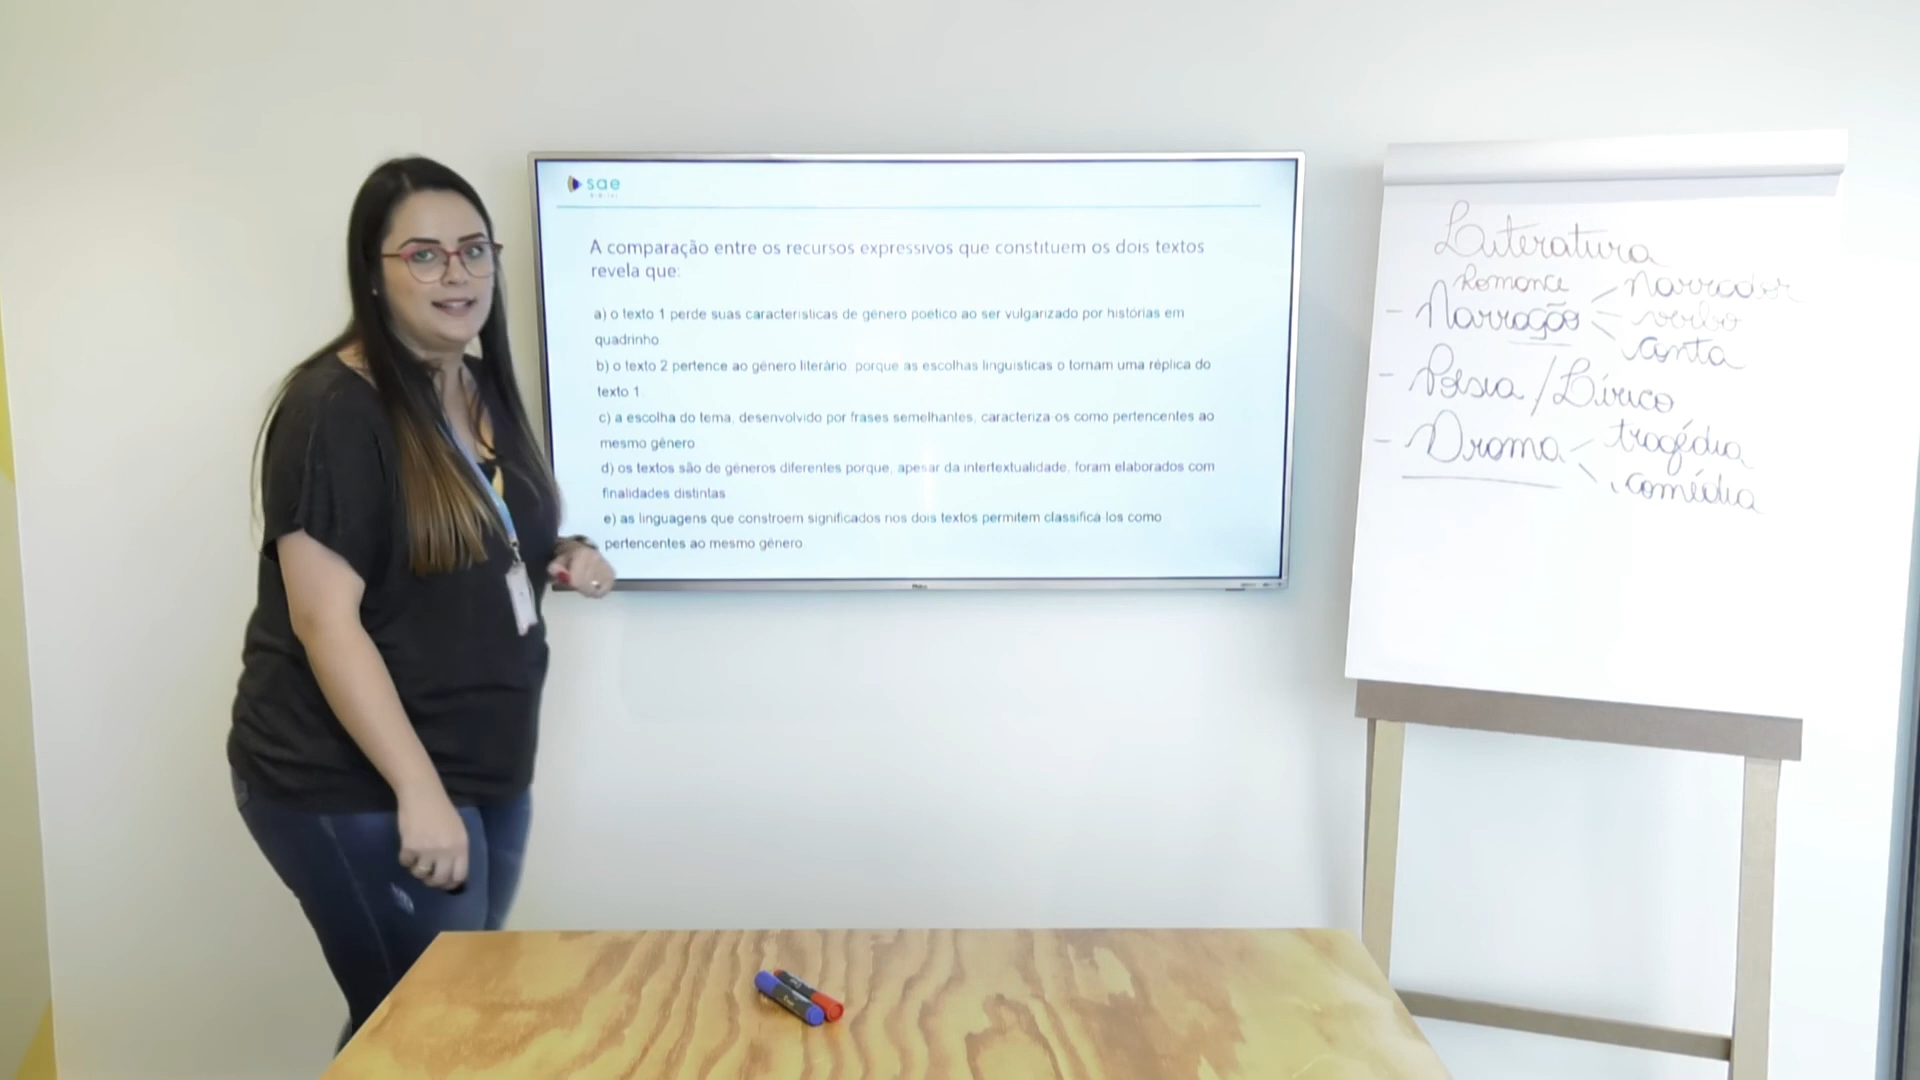 sae
A comparação entre os recursos expressivos que constituem os dois textos
revela que:
a) o texto 1 perde suas características de gênero poético ao ser vulgarizado por histórias em
quadrinho
b) o texto 2 pertence ao gênero literário, porque as escolhas linguísticas o tornam uma réplica do
texto 1
c) a escolha do tema, desenvolvido por frases semelhantes, caracteriza os como pertencentes ao
mesmo gênero
d) os textos são de gêneros diferentes porque, apesar da intertextualidade, foram elaborados com
finalidades distintas
e) as linguagens que constroem significados nos dois textos permitem classificá los como
pertencentes ao mesmo gênero
Literatura
Romance
- Narração
- Narrador
- verbo
- conta
- Poesia / Lírico
- Drama
tragédia
comédia